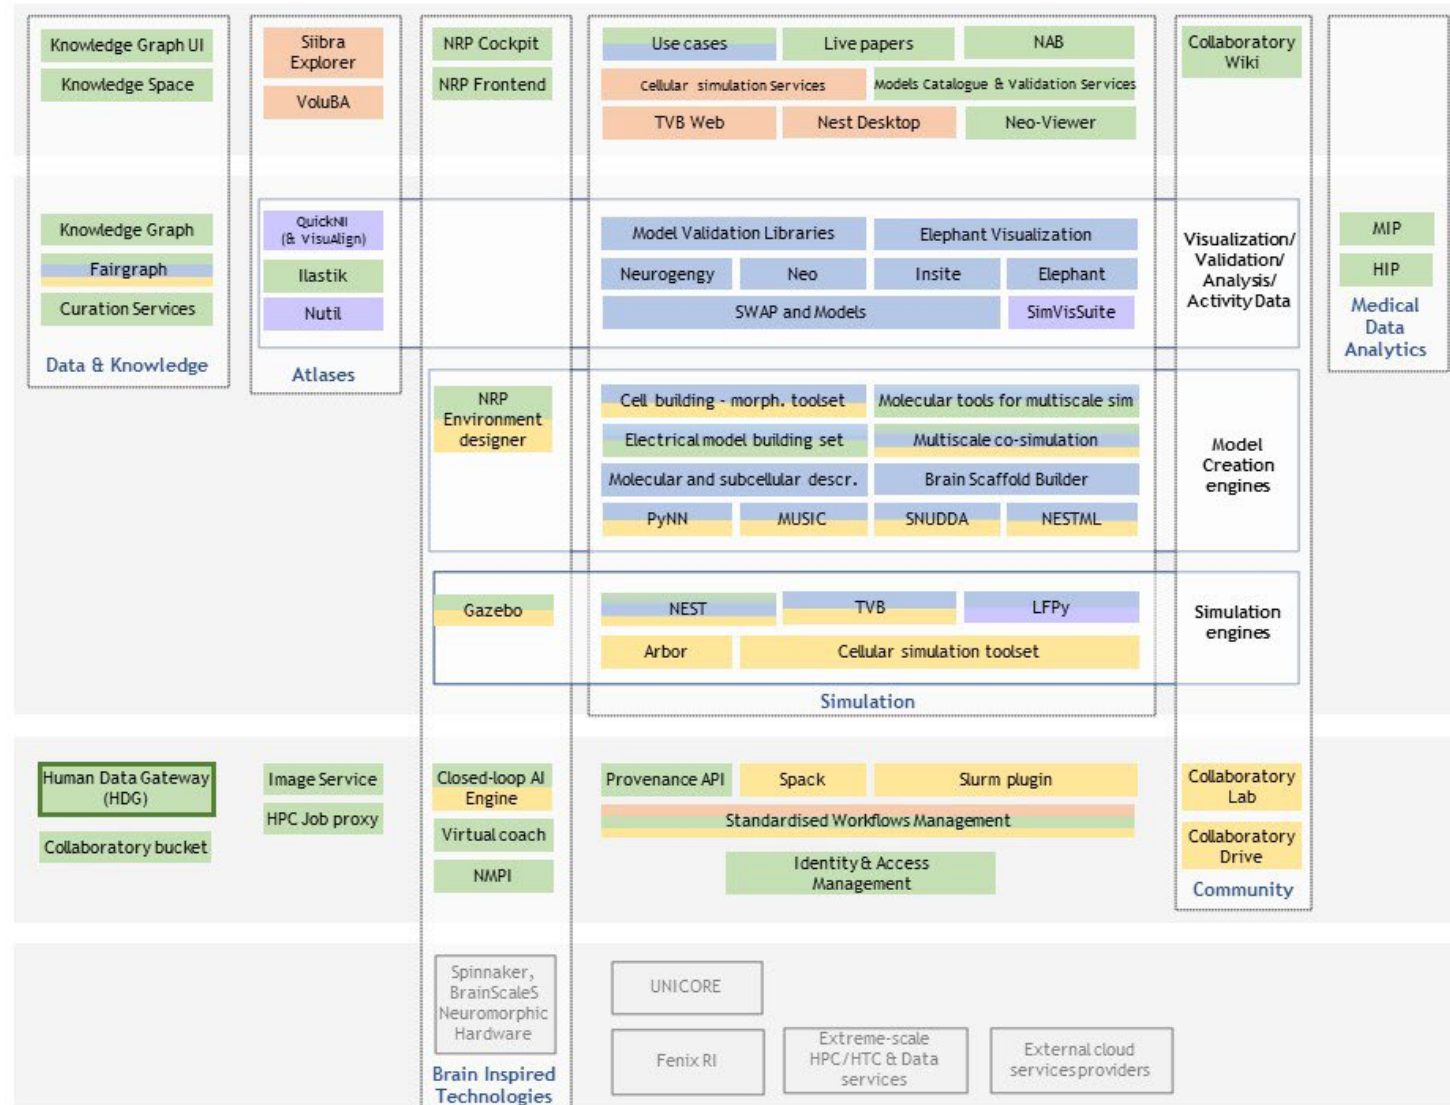 Knowledge Graph UI
Knowledge Space
Siibra
Explorer
VoluBA
NRP Cockpit
NRP Frontend
Use cases
Live papers
NAB
Cellular simulation Services
Models Catalogue & Validation Services
TVB Web
Nest Desktop
Neo-Viewer
Collaboratory
Wiki
Knowledge Graph
Fairgraph
Curation Services
Data & Knowledge
QuickNII
(& VisuAlign)
Ilastik
Nutil
Atlases
Model Validation Libraries
Elephant Visualization
Neurogengy
Neo
Insite
Elephant
SWAP and Models
SimVisSuite
Visualization/
Validation/
Analysis/
Activity Data
MIP
HIP
Medical
Data
Analytics
NRP
Environment
designer
Cell building - morph. toolset
Molecular tools for multiscale sim
Electrical model building set
Multiscale co-simulation
Molecular and subcellular descr.
Brain Scaffold Builder
PyNN
MUSIC
SNUDDA
NESTML
Model
Creation
engines
Gazebo
NEST
TVB
LFPy
Arbor
Cellular simulation toolset
Simulation
engines
Simulation
Human Data Gateway
(HDG)
Collaboratory bucket
Image Service
HPC Job proxy
Closed-loop AI
Engine
Virtual coach
NMPI
Provenance API
Spack
Slurm plugin
Standardised Workflows Management
Identity & Access
Management
Collaboratory
Lab
Collaboratory
Drive
Community
Spinnaker,
BrainScaleS
Neuromorphic
Hardware
Brain Inspired
Technologies
UNICORE
Fenix RI
Extreme-scale
HPC/HTC & Data
services
External cloud
services providers